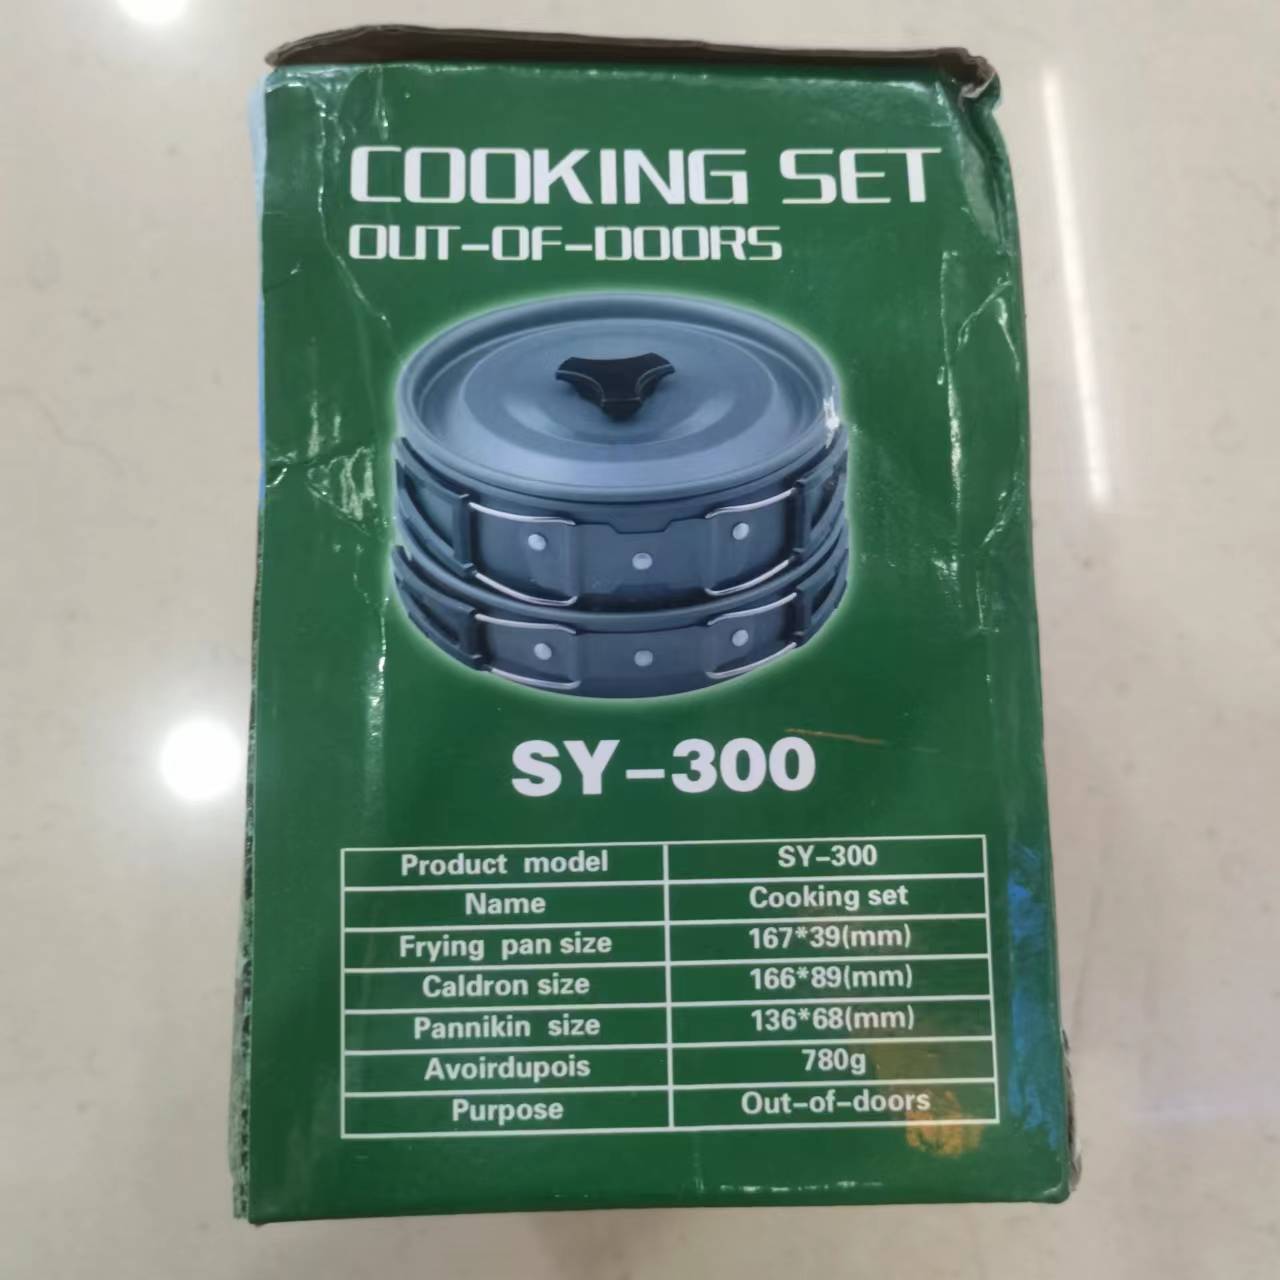 COOKING SET
OUT-OF-DOORS
SY-300
Product model SY-300
Name Cooking set
Frying pan size 167*39(mm)
Caldron size 166*89(mm)
Pannikin size 136*68(mm)
Avoirdupois 780g
Purpose Out-of-doors